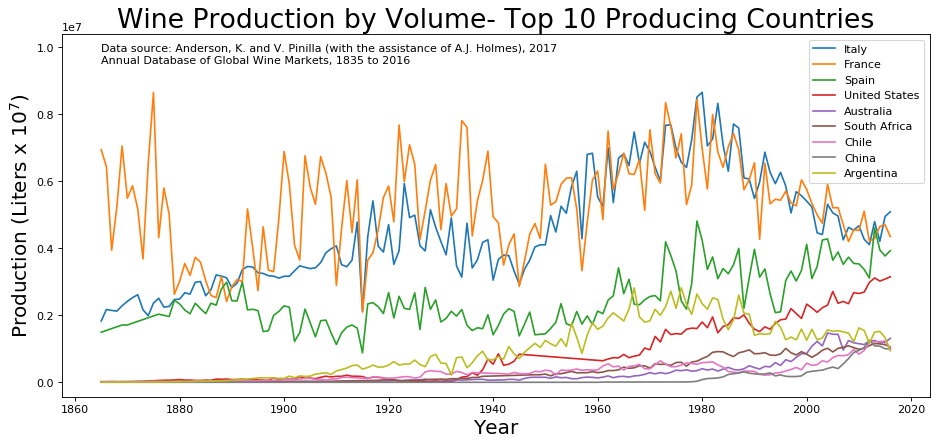 Wine Production by Volume- Top 10 Producing Countries
1e7
Data source: Anderson, K. and V. Pinilla (with the assistance of A.J. Holmes), 2017
Annual Database of Global Wine Markets, 1835 to 2016
Italy
France
Spain
United States
Australia
South Africa
Chile
China
Argentina
Production (Liters x 10⁷)
1.0
0.8
0.6
0.4
0.2
0.0
1860 1880 1900 1920 1940 1960 1980 2000 2020
Year